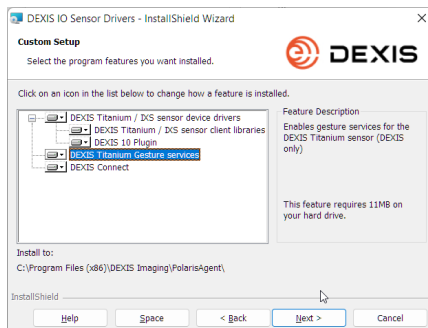 DEXIS IO Sensor Drivers - InstallShield Wizard
Custom Setup
Select the program features you want installed.
DEXIS
Click on an icon in the list below to change how a feature is installed.
DEXIS Titanium / IXS sensor device drivers
DEXIS Titanium / IXS sensor client libraries
DEXIS 10 Plugin
DEXIS Titanium Gesture services
DEXIS Connect
Feature Description
Enables gesture services for the
DEXIS Titanium sensor (DEXIS
only)
This feature requires 11MB on
your hard drive.
Install to:
C:\Program Files (x86)\DEXIS Imaging\PolarisAgent\
InstallShield
Help
Space
< Back
Next >
Cancel